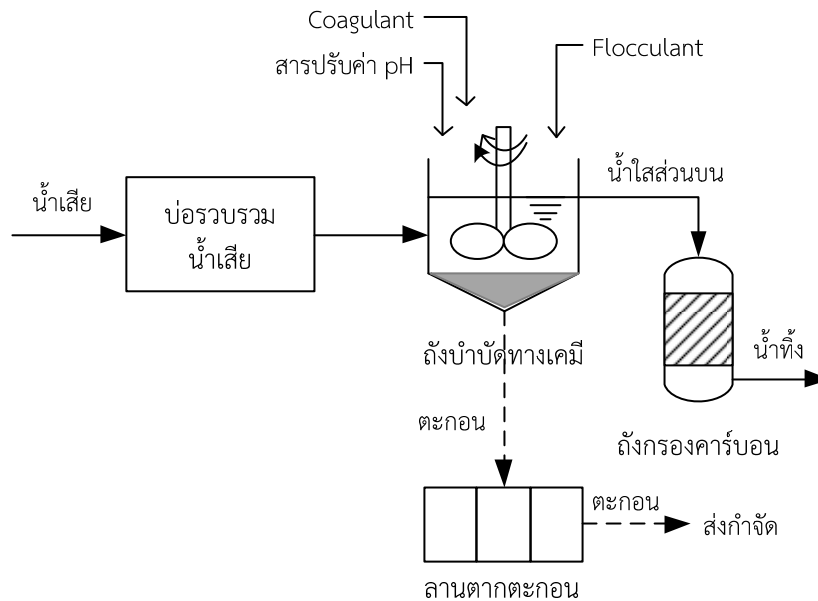 Coagulant
Flocculant
สารปรับค่า pH
น้ำใสส่วนบน
น้ำเสีย
บ่อรวบรวม
น้ำเสีย
น้ำทิ้ง
ถังบำบัดทางเคมี
ตะกอน
ถังกรองคาร์บอน
ตะกอน
ส่งกำจัด
ลานตากตะกอน